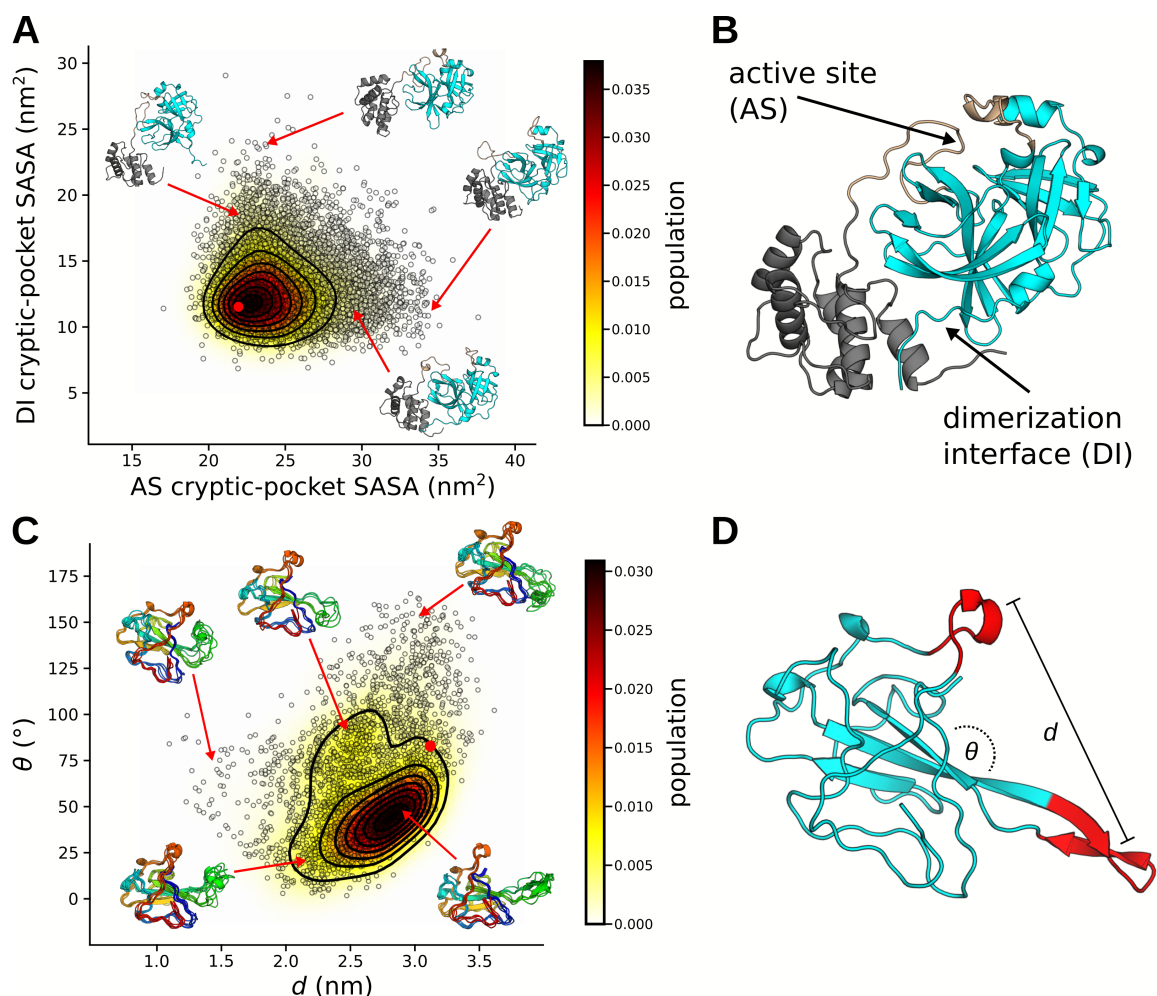 A
DI cryptic-pocket SASA (nm²)
30
25
20
15
10
5
15
20
25
30
35
40
AS cryptic-pocket SASA (nm²)
0.035
0.030
0.025
0.020
0.015
0.010
0.005
0.000
population
B
active site
(AS)
dimerization
interface (DI)
C
θ (°)
175
150
125
100
75
50
25
0
1.0
1.5
2.0
2.5
3.0
3.5
d (nm)
0.030
0.025
0.020
0.015
0.010
0.005
0.000
population
D
θ
d